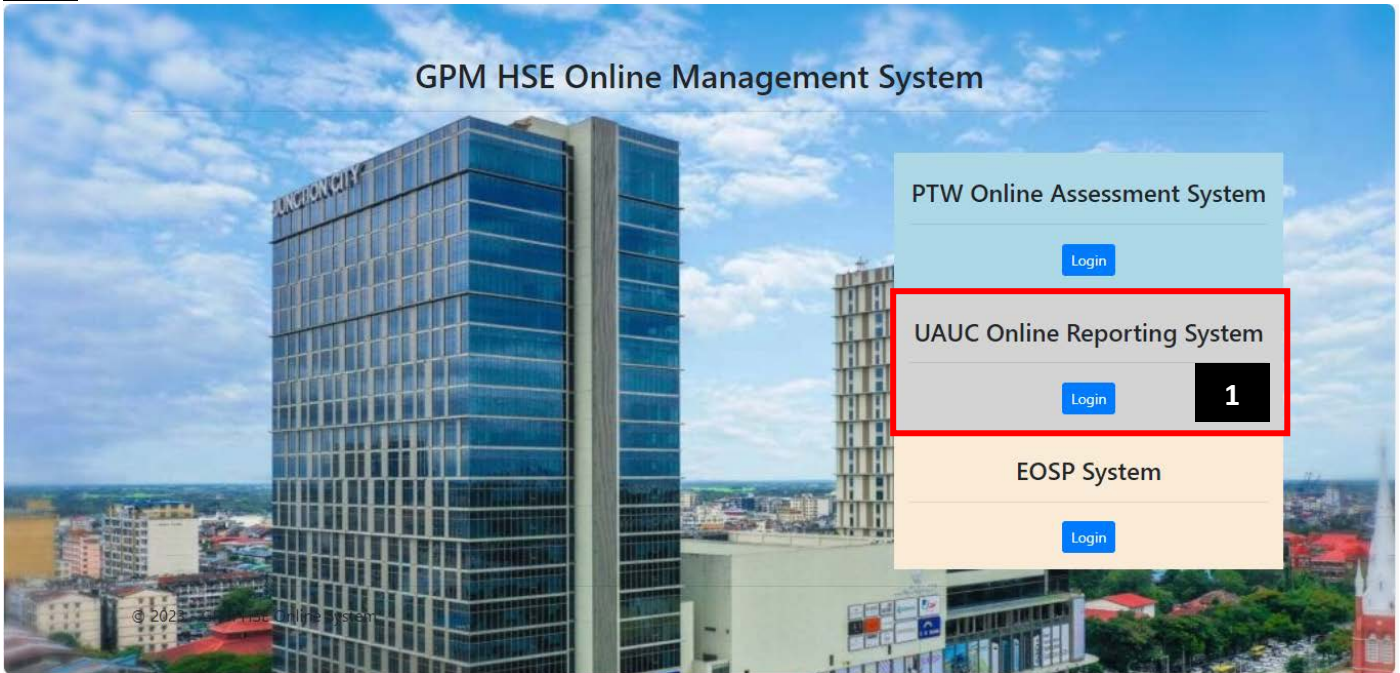 GPM HSE Online Management System
JUNCTION CITY
PTW Online Assessment System
Login
UAUC Online Reporting System
Login
1
EOSP System
Login
HSE Online System